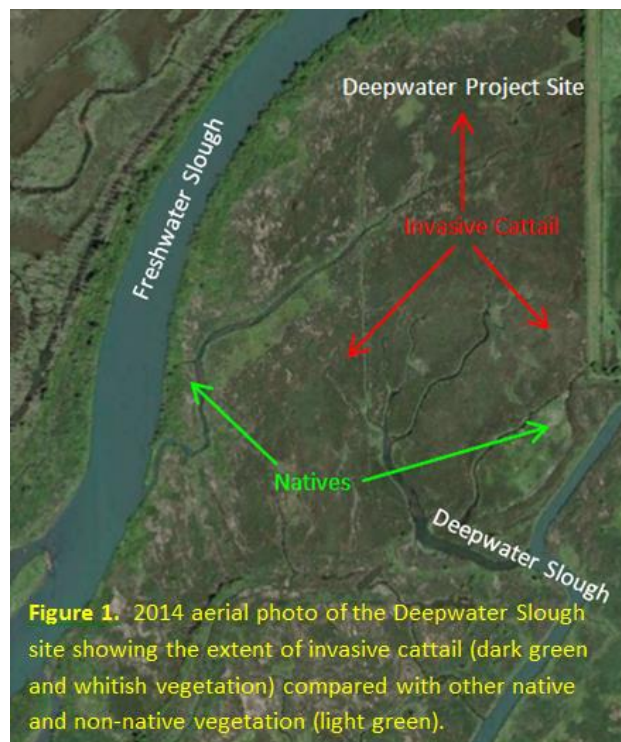 Deepwater Project Site
Freshwater Slough
Invasive Cattail
Natives
Deepwater Slough
Figure 1. 2014 aerial photo of the Deepwater Slough
site showing the extent of invasive cattail (dark green
and whitish vegetation) compared with other native
and non-native vegetation (light green).